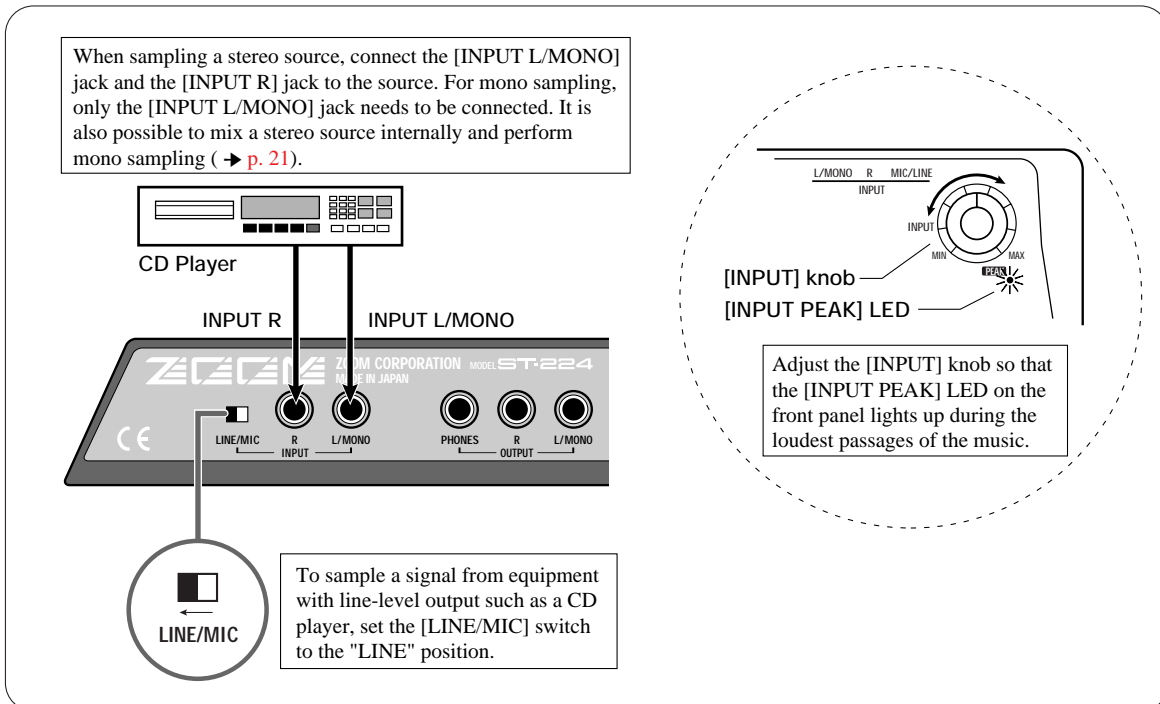 When sampling a stereo source, connect the [INPUT L/MONO]
jack and the [INPUT R] jack to the source. For mono sampling,
only the [INPUT L/MONO] jack needs to be connected. It is
also possible to mix a stereo source internally and perform
mono sampling ( ➔ p. 21).
CD Player
INPUT R
INPUT L/MONO
ZOOM
ZOOM CORPORATION MODEL ST-224
MADE IN JAPAN
CE
LINE/MIC R L/MONO
INPUT
PHONES R L/MONO
OUTPUT
LINE/MIC
To sample a signal from equipment
with line-level output such as a CD
player, set the [LINE/MIC] switch
to the "LINE" position.
L/MONO R MIC/LINE
INPUT
INPUT
MIN MAX
PEAK
[INPUT] knob
[INPUT PEAK] LED
Adjust the [INPUT] knob so that
the [INPUT PEAK] LED on the
front panel lights up during the
loudest passages of the music.